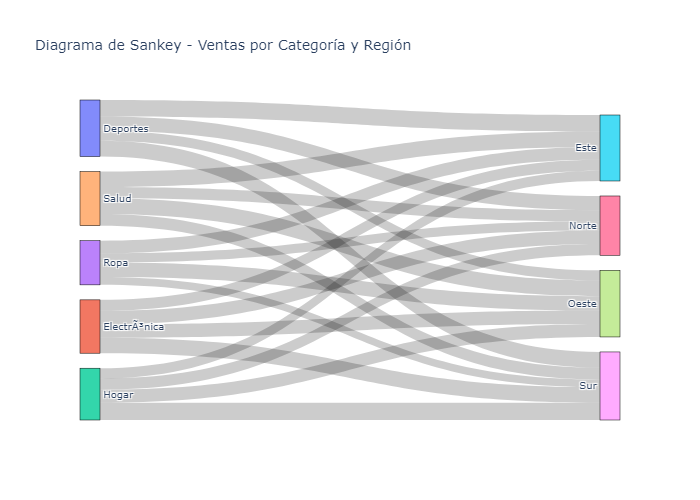 Diagrama de Sankey - Ventas por Categoría y Región
Deportes
Salud
Ropa
ElectrÃ³nica
Hogar
Este
Norte
Oeste
Sur